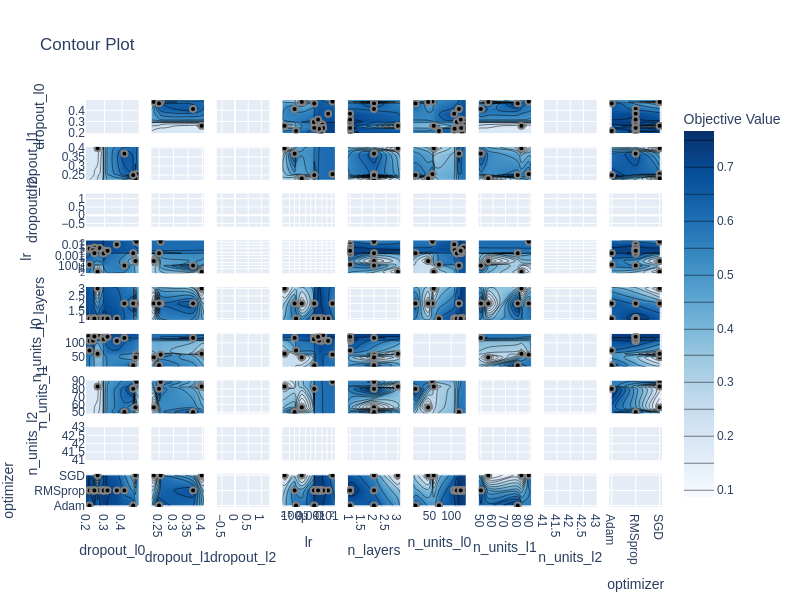 Contour Plot
Objective Value
0.7
0.6
0.5
0.4
0.3
0.2
0.1
dropout_l0
0.4
0.3
0.2
dropout_l1
0.4
0.35
0.3
0.25
dropout_l2
1
0.5
0
−0.5
lr
0.01
0.001
n_layers
3
2.5
2
1.5
1
n_units_l0
100
50
n_units_l1
90
80
70
60
50
n_units_l2
43
42.5
42
41.5
41
optimizer
SGD
RMSprop
Adam
0.2 0.3 0.4
0.25 0.3 0.35 0.4
−0.5 0 0.5 1
1 1.5 2 2.5 3
50 100
50 60 70 80 90
41 41.5 42 42.5 43
Adam RMSprop SGD
dropout_l0 dropout_l1 dropout_l2 lr n_layers n_units_l0 n_units_l1 n_units_l2 optimizer